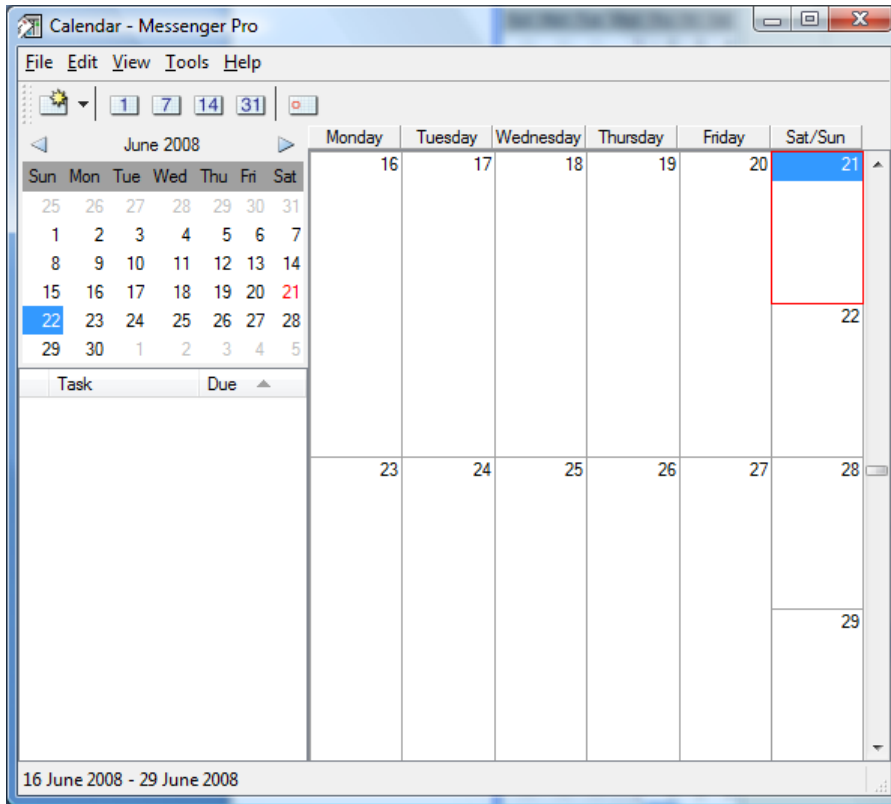 Calendar - Messenger Pro
File Edit View Tools Help
1 7 14 31
June 2008
Sun Mon Tue Wed Thu Fri Sat
25 26 27 28 29 30 31
1 2 3 4 5 6 7
8 9 10 11 12 13 14
15 16 17 18 19 20 21
22 23 24 25 26 27 28
29 30 1 2 3 4 5
Task Due
Monday Tuesday Wednesday Thursday Friday Sat/Sun
16 17 18 19 20 21
22
23 24 25 26 27 28
29
16 June 2008 - 29 June 2008